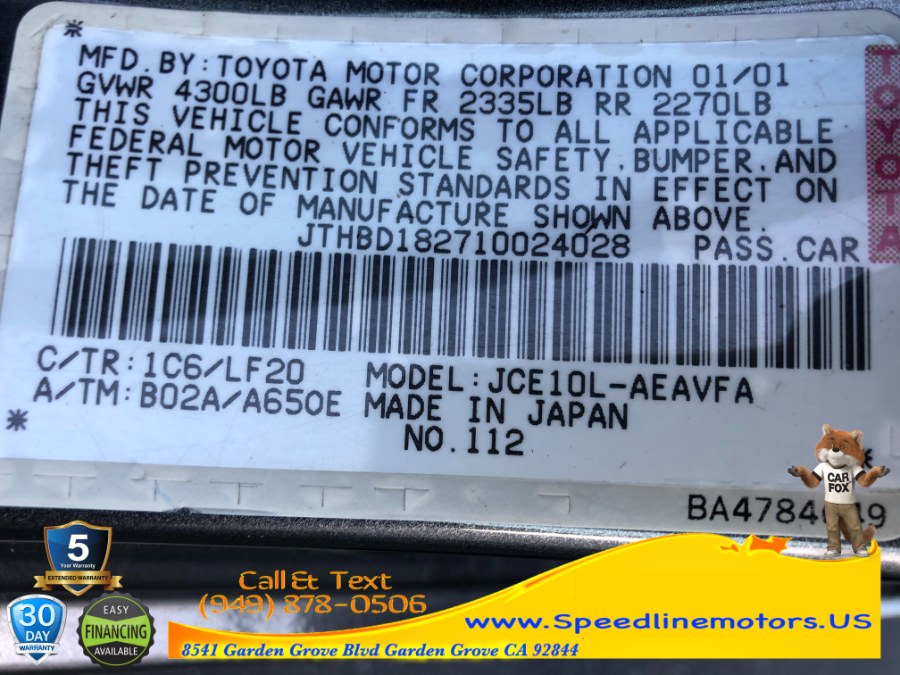 MFD.BY:TOYOTA MOTOR CORPORATION 01/01
GVWR 4300LB GAWR FR 2335LB RR 2270LB
THIS VEHICLE CONFORMS TO ALL APPLICABLE
FEDERAL MOTOR VEHICLE SAFETY,BUMPER,AND
THEFT PREVENTION STANDARDS IN EFFECT ON
THE DATE OF MANUFACTURE SHOWN ABOVE.
JTHBD182710024028 PASS.CAR
TOYOTA
C/TR:1C6/LF20
MODEL:JCE10L-AEAVFA
A/TM:B02A/A650E
MADE IN JAPAN
NO.112
CAR
FOX
5
Year Warranty
EXTENDED WARRANTY
30
DAY
WARRANTY
EASY
FINANCING
AVAILABLE
Call & Text
(949) 878-0506
www.Speedlinemotors.US
8541 Garden Grove Blvd Garden Grove CA 92844